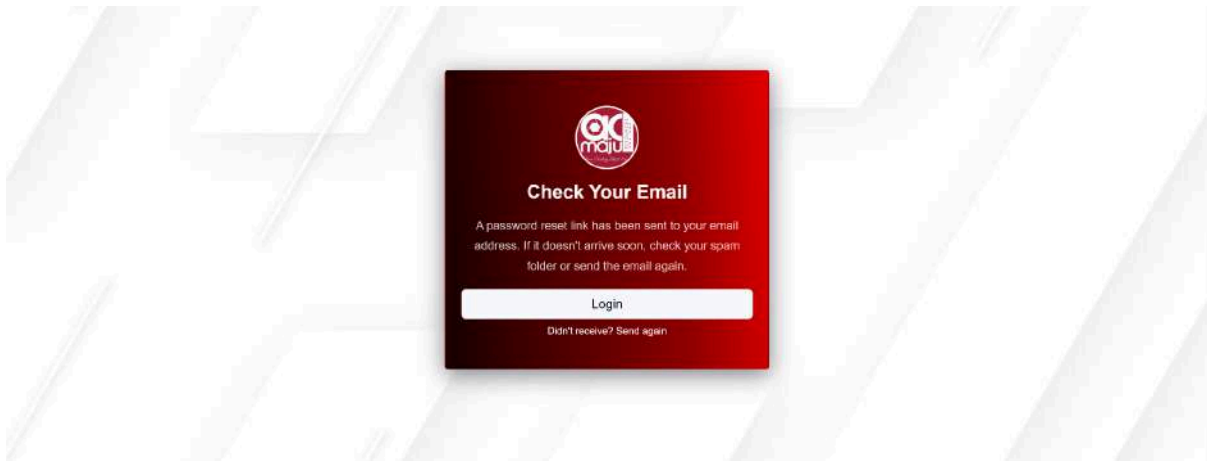 maju
Check Your Email
A password reset link has been sent to your email
address. If it doesn't arrive soon, check your spam
folder or send the email again.
Login
Didn't receive? Send again